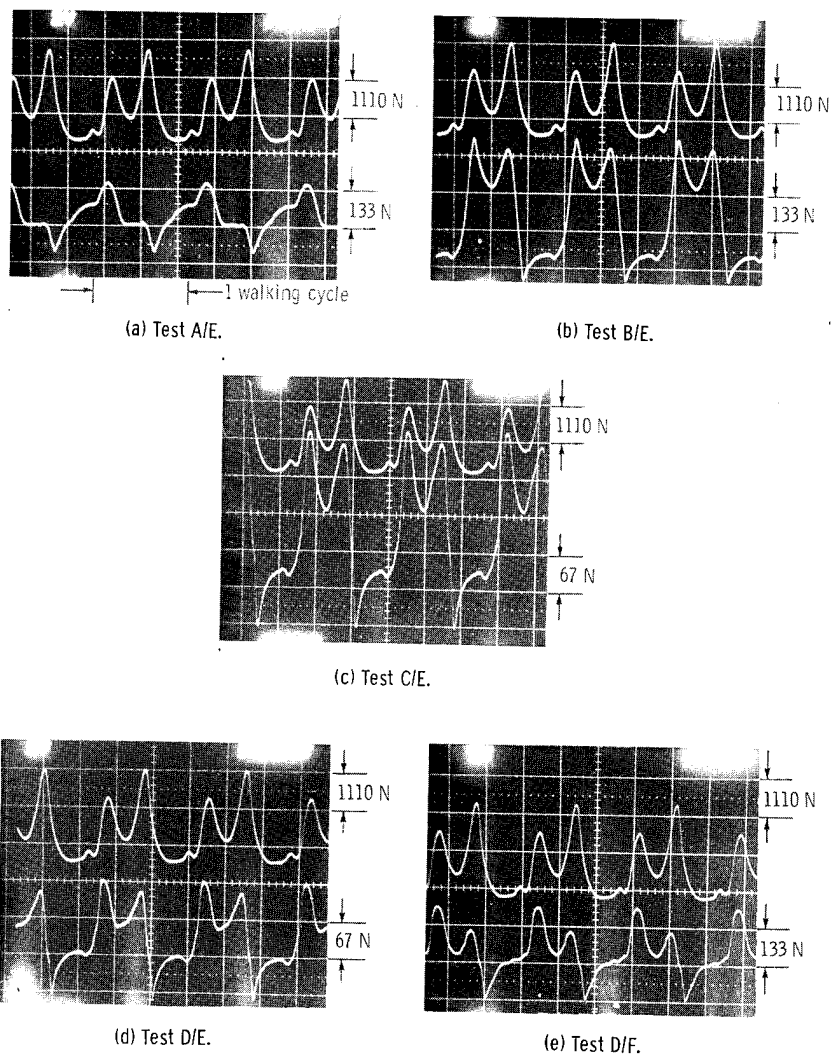 1110 N
133 N
1 walking cycle
(a) Test A/E.
1110 N
133 N
(b) Test B/E.
1110 N
67 N
(c) Test C/E.
1110 N
67 N
(d) Test D/E.
1110 N
133 N
(e) Test D/F.